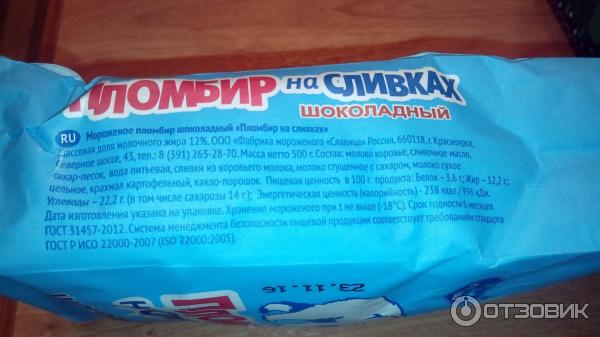 ПЛОМБИР на СЛИВКАХ
ШОКОЛАДНЫЙ
RU Мороженое пломбир шоколадный «Пломбир на сливках»
Массовая доля молочного жира 12%. ООО «Фабрика мороженого «Славица» Россия, 660118, г. Красноярск,
Северное шоссе, 43, тел.: 8 (391) 263-28-70. Масса нетто 500 г. Состав: молоко коровье, сливочное масло,
сахар-песок, вода питьевая, сливки из коровьего молока, молоко сгущенное с сахаром, молоко сухое
цельное, крахмал картофельный, какао-порошок. Пищевая ценность в 100 г. продукта: Белок – 3,6 г; Жир – 12,2 г.;
Углеводы – 22,2 г. (в том числе сахарозы 14 г.); Энергетическая ценность (калорийность) - 238 ккал / 996 кДж.
Дата изготовления указана на упаковке. Хранение мороженого при t не выше (-18°С). Срок годности 6 месяцев.
ГОСТ 31457-2012. Система менеджмента безопасности пищевой продукции соответствует требованиям стандарта
ГОСТ Р ИСО 22000-2007 (ISO 22000:2005).
23.11.16
ОТЗОВИК